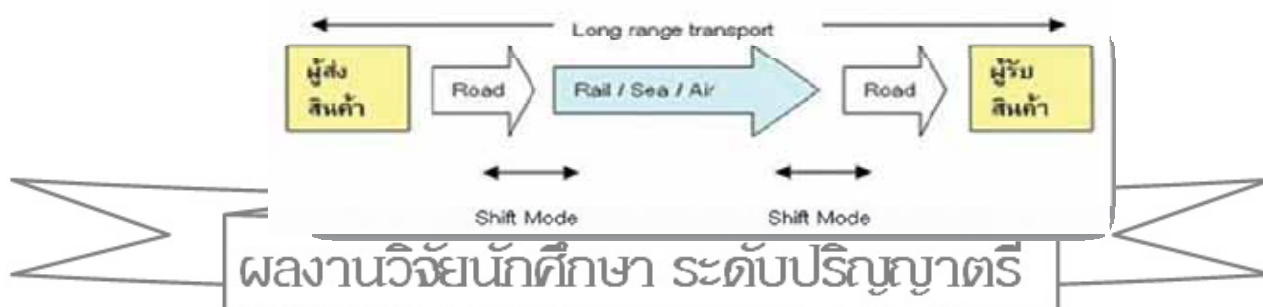 Long range transport
ผู้ส่ง
สินค้า
Road
Rail / Sea / Air
Road
ผู้รับ
สินค้า
Shift Mode
Shift Mode
ผลงานวิจัยนักศึกษา ระดับปริญญาตรี